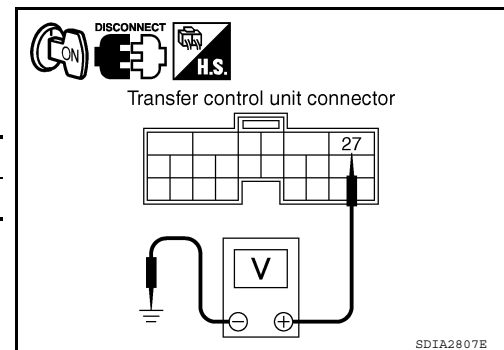 ON
DISCONNECT
H.S.
Transfer control unit connector
27
V
− +
SDIA2807E